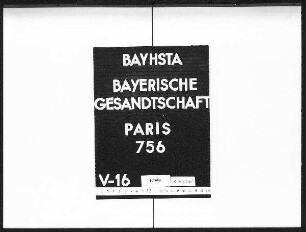 BAYHSTA
BAYERISCHE
GESANDTSCHAFT
PARIS
756
V-16